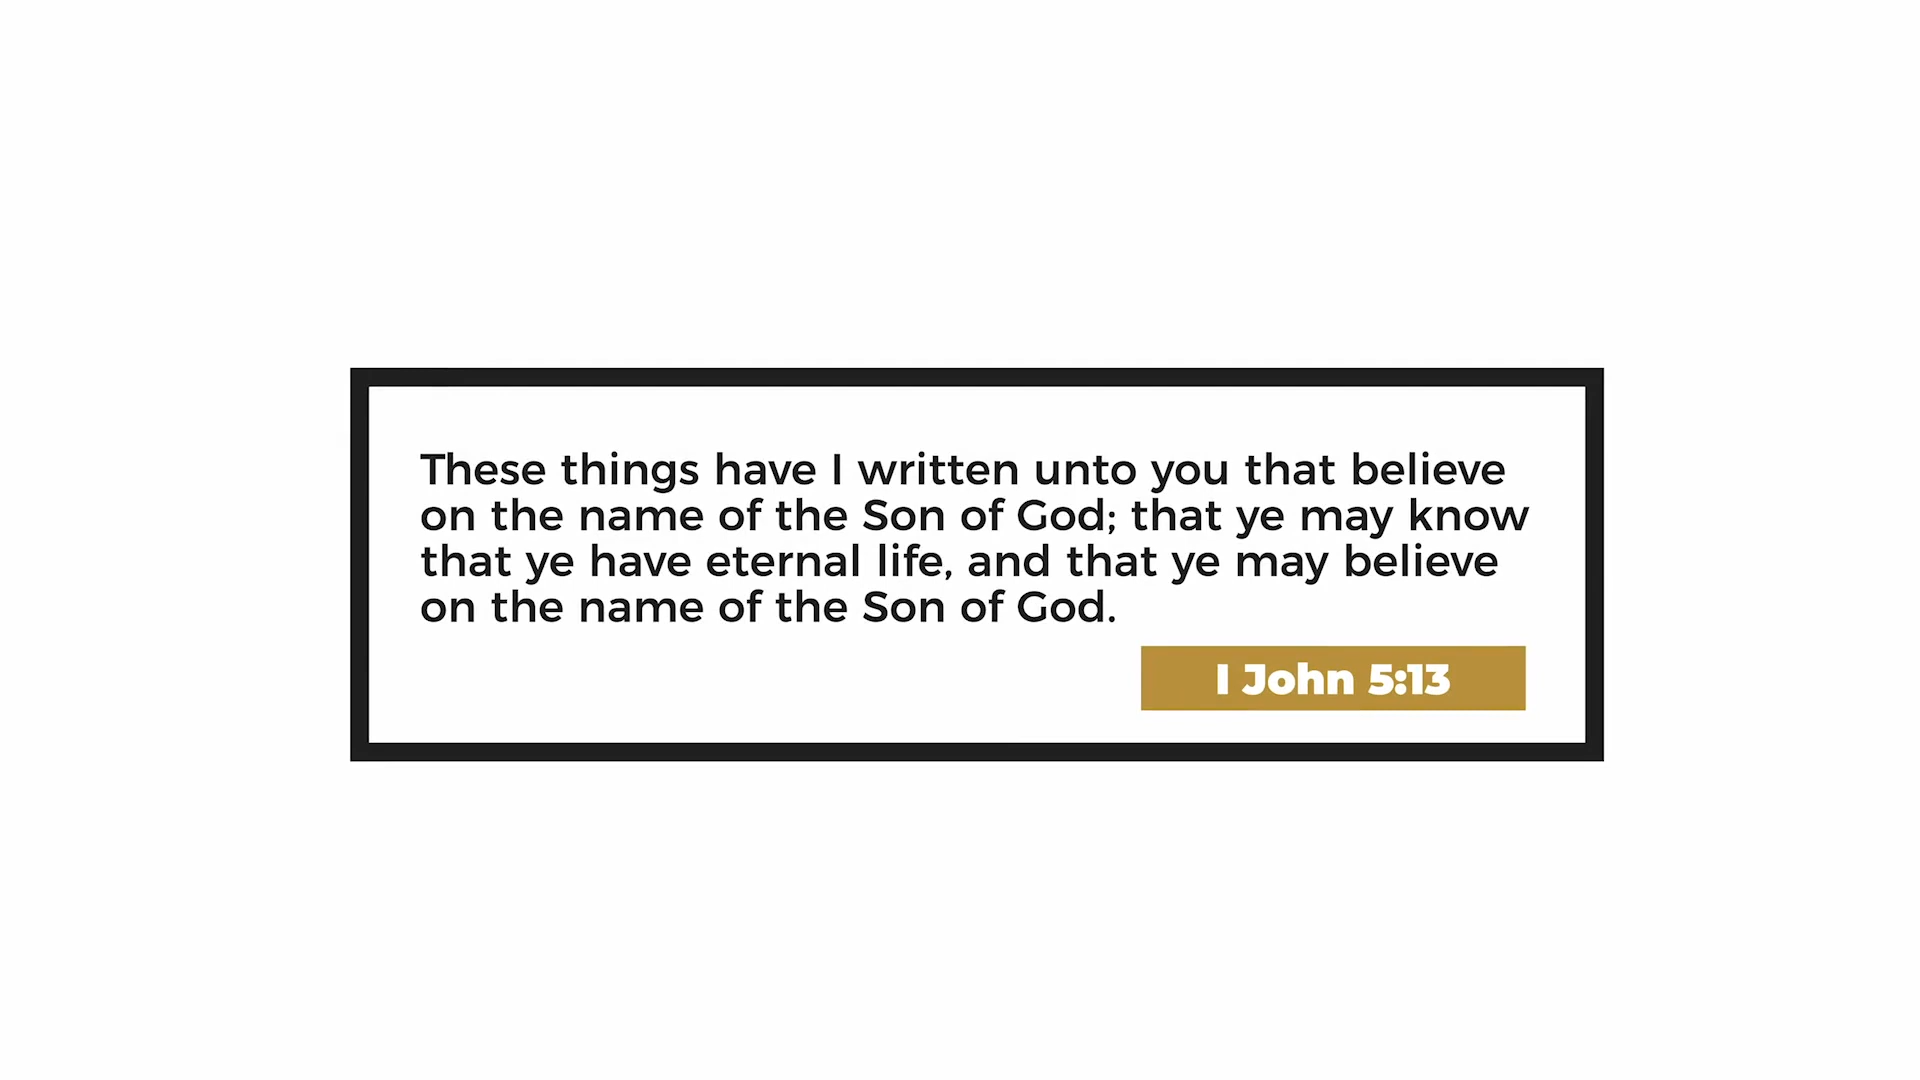 These things have I written unto you that believe
on the name of the Son of God; that ye may know
that ye have eternal life, and that ye may believe
on the name of the Son of God.
I John 5:13